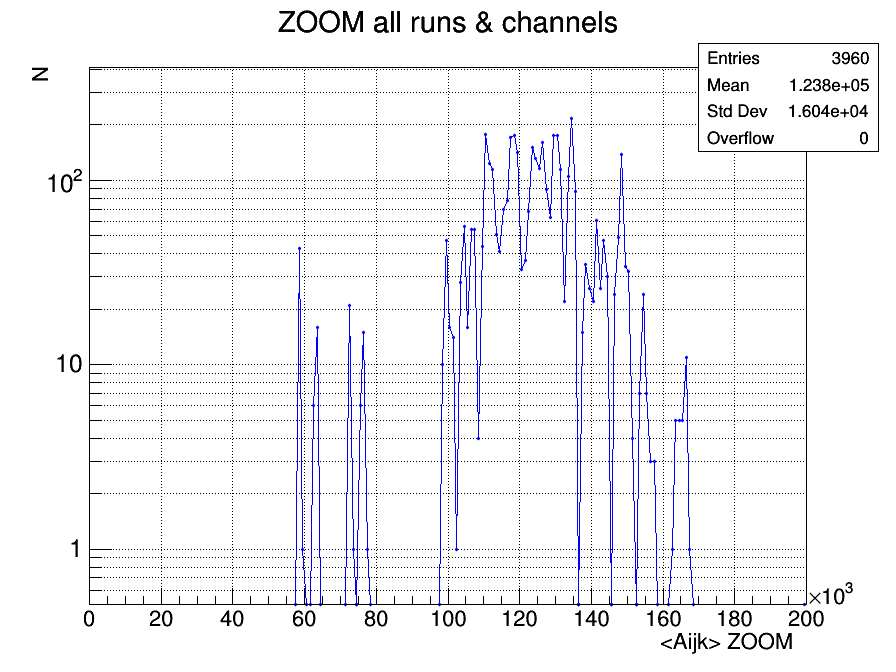 ZOOM all runs & channels
N
Entries 3960
Mean 1.238e+05
Std Dev 1.604e+04
Overflow 0
10²
10
1
0 20 40 60 80 100 120 140 160 180 200
×10³
<Aijk> ZOOM